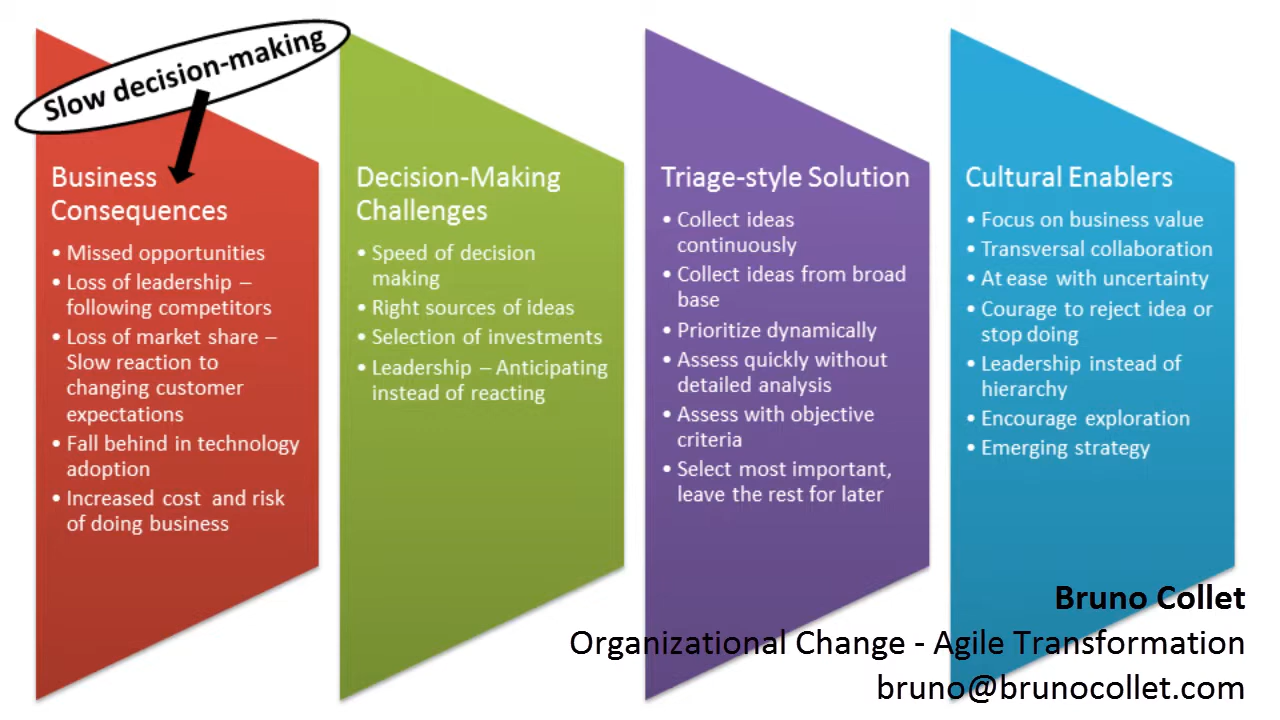 Slow decision-making
Business
Consequences
• Missed opportunities
• Loss of leadership –
following competitors
• Loss of market share –
Slow reaction to
changing customer
expectations
• Fall behind in technology
adoption
• Increased cost and risk
of doing business
Decision-Making
Challenges
• Speed of decision
making
• Right sources of ideas
• Selection of investments
• Leadership – Anticipating
instead of reacting
Triage-style Solution
• Collect ideas
continuously
• Collect ideas from broad
base
• Prioritize dynamically
• Assess quickly without
detailed analysis
• Assess with objective
criteria
• Select most important,
leave the rest for later
Cultural Enablers
• Focus on business value
• Transversal collaboration
• At ease with uncertainty
• Courage to reject idea or
stop doing
• Leadership instead of
hierarchy
• Encourage exploration
• Emerging strategy
Bruno Collet
Organizational Change - Agile Transformation
bruno@brunocollet.com